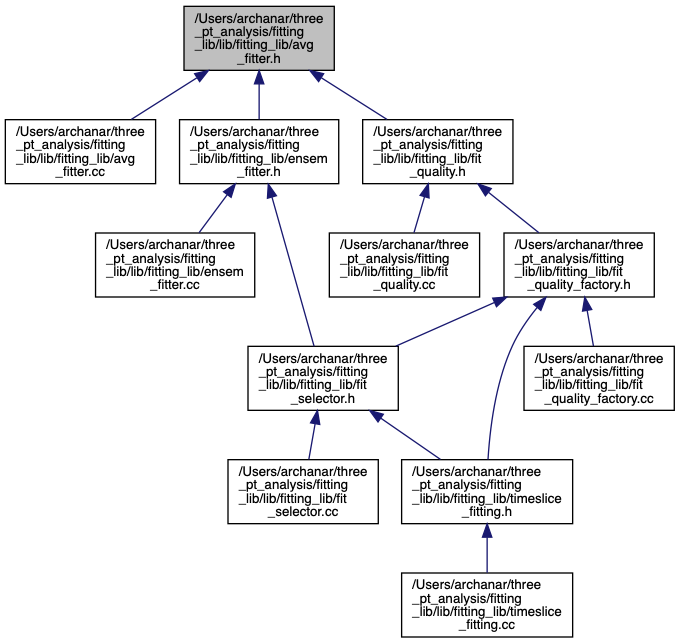 /Users/archanar/three
_pt_analysis/fitting
_lib/lib/fitting_lib/avg
_fitter.h
/Users/archanar/three
_pt_analysis/fitting
_lib/lib/fitting_lib/avg
_fitter.cc
/Users/archanar/three
_pt_analysis/fitting
_lib/lib/fitting_lib/ensem
_fitter.h
/Users/archanar/three
_pt_analysis/fitting
_lib/lib/fitting_lib/fit
_quality.h
/Users/archanar/three
_pt_analysis/fitting
_lib/lib/fitting_lib/ensem
_fitter.cc
/Users/archanar/three
_pt_analysis/fitting
_lib/lib/fitting_lib/fit
_quality.cc
/Users/archanar/three
_pt_analysis/fitting
_lib/lib/fitting_lib/fit
_quality_factory.h
/Users/archanar/three
_pt_analysis/fitting
_lib/lib/fitting_lib/fit
_selector.h
/Users/archanar/three
_pt_analysis/fitting
_lib/lib/fitting_lib/fit
_quality_factory.cc
/Users/archanar/three
_pt_analysis/fitting
_lib/lib/fitting_lib/fit
_selector.cc
/Users/archanar/three
_pt_analysis/fitting
_lib/lib/fitting_lib/timeslice
_fitting.h
/Users/archanar/three
_pt_analysis/fitting
_lib/lib/fitting_lib/timeslice
_fitting.cc